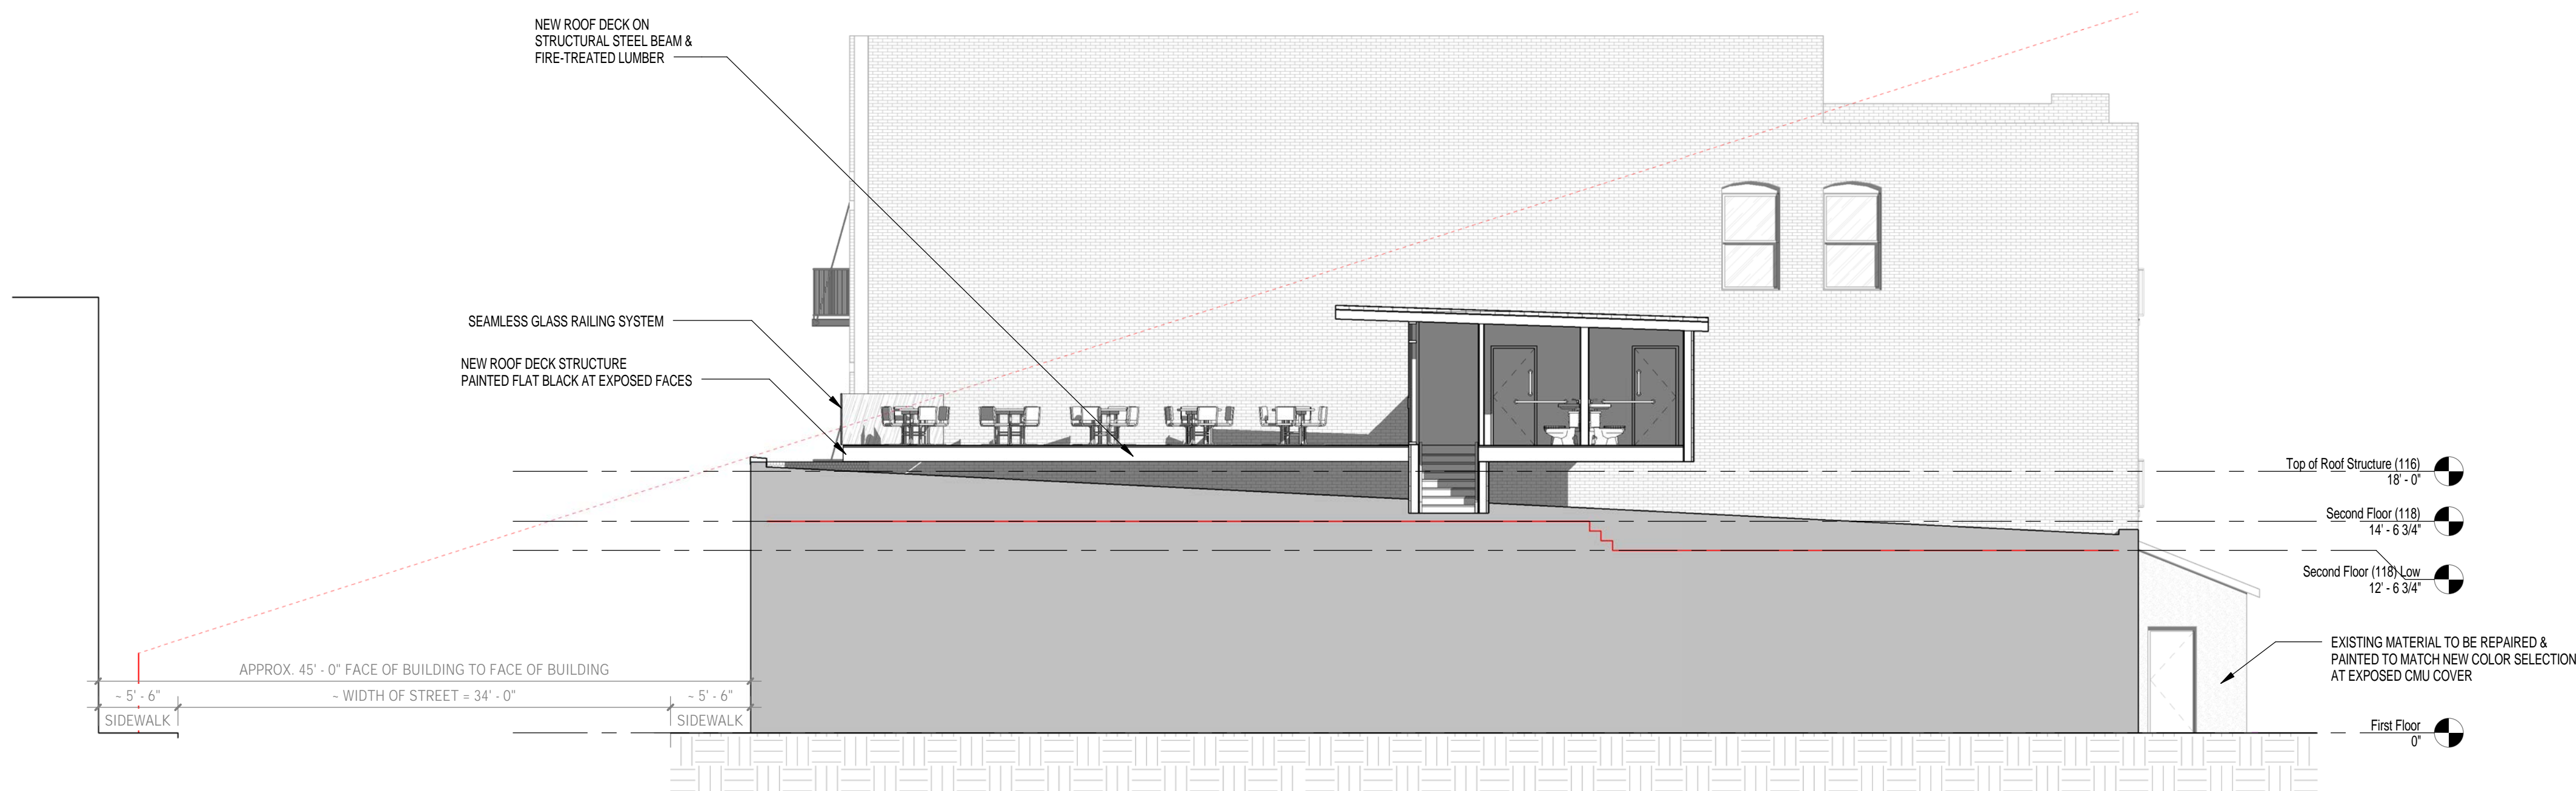 NEW ROOF DECK ON
STRUCTURAL STEEL BEAM &
FIRE-TREATED LUMBER
SEAMLESS GLASS RAILING SYSTEM
NEW ROOF DECK STRUCTURE
PAINTED FLAT BLACK AT EXPOSED FACES
Top of Roof Structure (116)
18' - 0"
Second Floor (118)
14' - 6 3/4"
Second Floor (118) Low
12' - 6 3/4"
EXISTING MATERIAL TO BE REPAIRED &
PAINTED TO MATCH NEW COLOR SELECTION
AT EXPOSED CMU COVER
First Floor
0"
APPROX. 45' - 0" FACE OF BUILDING TO FACE OF BUILDING
~ 5' - 6"
~ WIDTH OF STREET = 34' - 0"
~ 5' - 6"
SIDEWALK
SIDEWALK